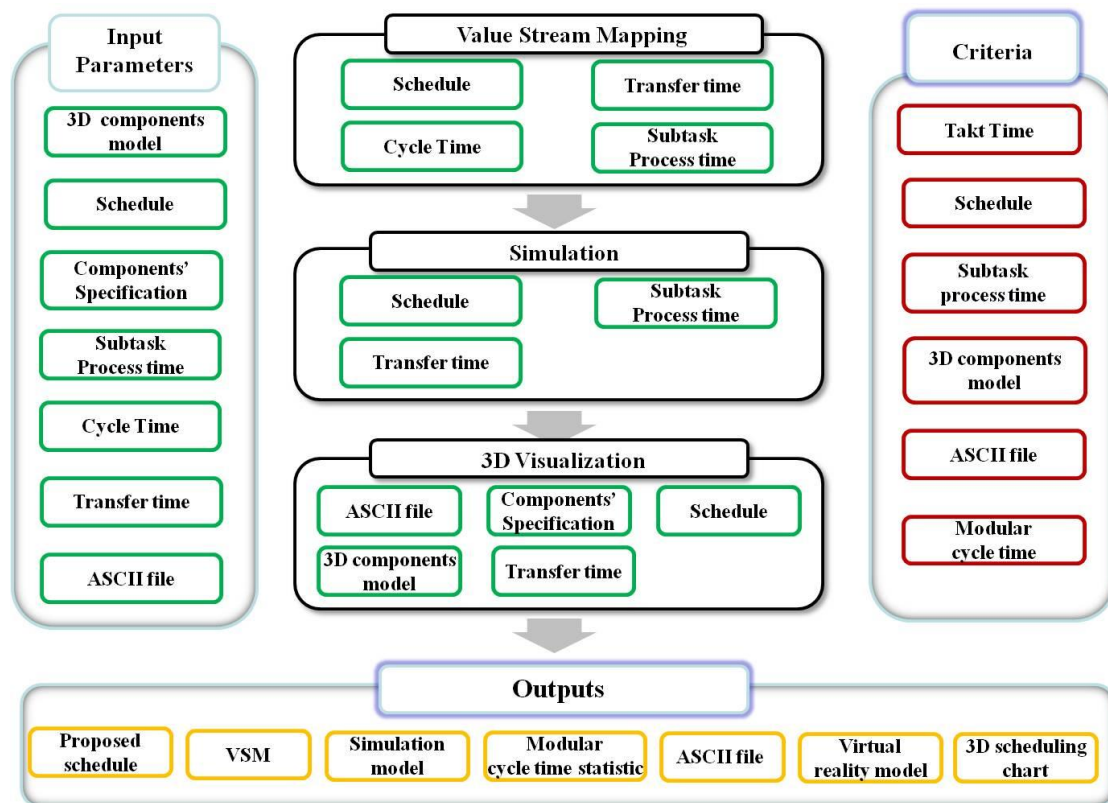 Input
Parameters
3D components
model
Schedule
Components'
Specification
Subtask
Process time
Cycle Time
Transfer time
ASCII file
Value Stream Mapping
Schedule
Transfer time
Cycle Time
Subtask
Process time
Simulation
Schedule
Subtask
Process time
Transfer time
3D Visualization
ASCII file
Components'
Specification
Schedule
3D components
model
Transfer time
Criteria
Takt Time
Schedule
Subtask
process time
3D components
model
ASCII file
Modular
cycle time
Outputs
Proposed
schedule
VSM
Simulation
model
Modular
cycle time statistic
ASCII file
Virtual
reality model
3D scheduling
chart